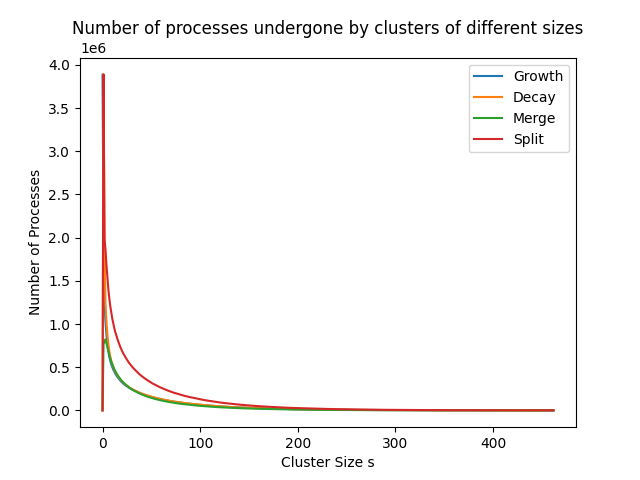 Number of processes undergone by clusters of different sizes
1e6
4.0
3.5
3.0
2.5
2.0
1.5
1.0
0.5
0.0
Number of Processes
Growth
Decay
Merge
Split
0 100 200 300 400
Cluster Size s